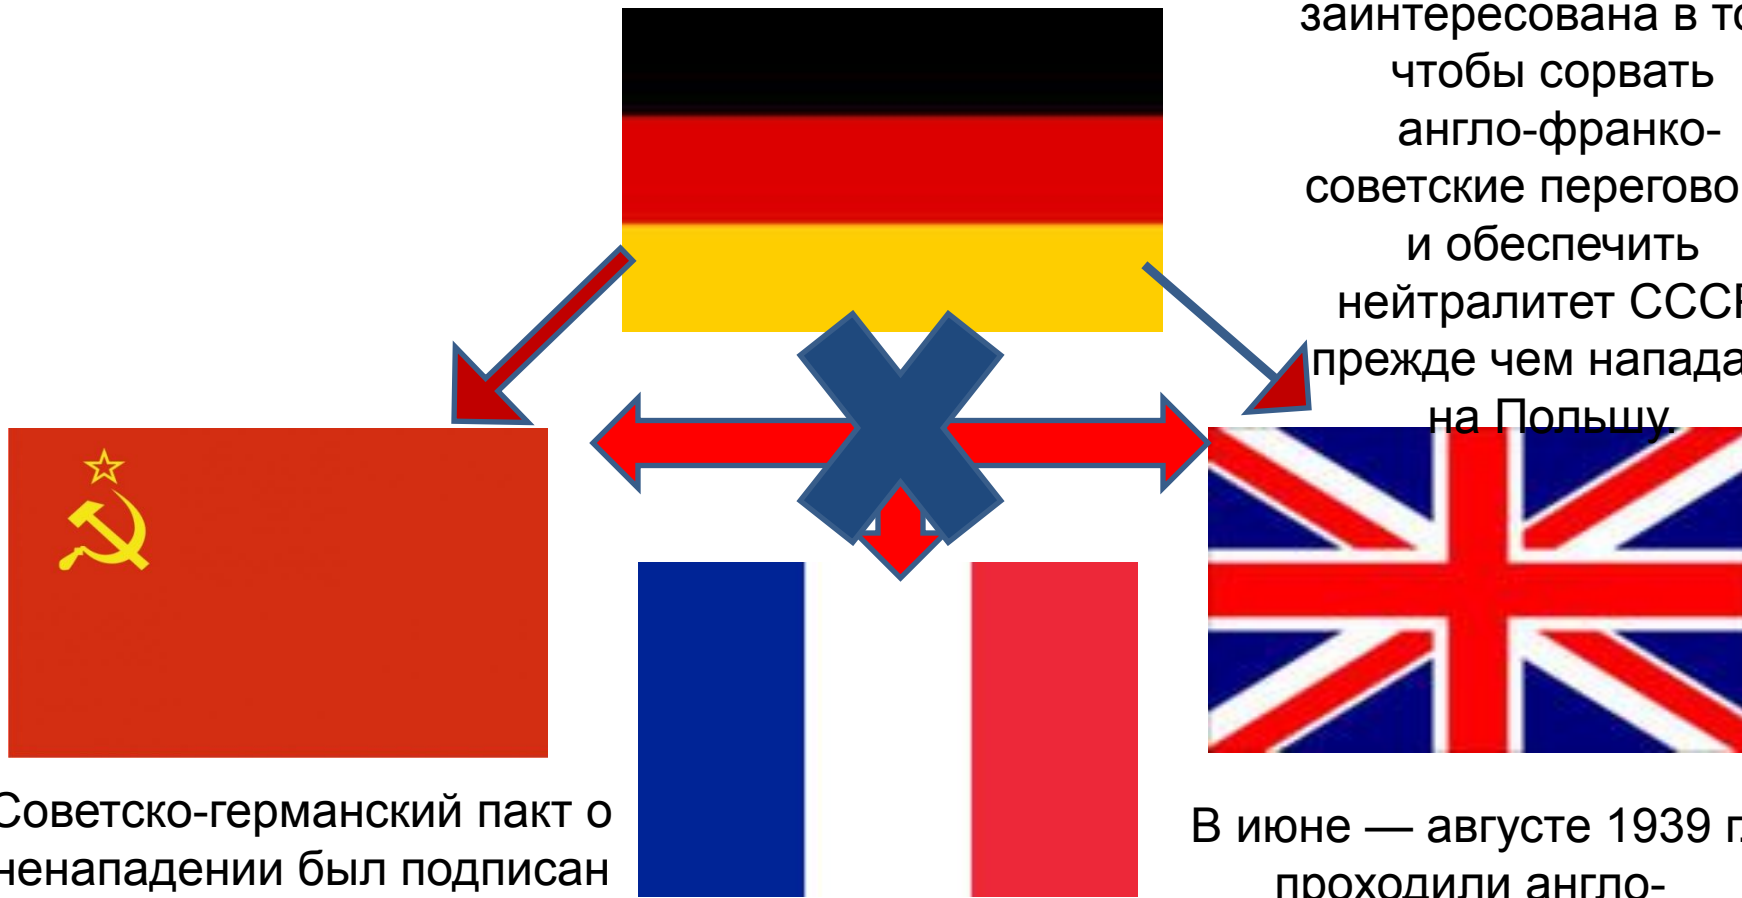 заинтересована в то
чтобы сорвать
англо-франко-
советские перегово
и обеспечить
нейтралитет СССР
прежде чем напада
на Польшу.
Советско-германский пакт о
ненападении был подписан
В июне — августе 1939 г.
проходили англо-